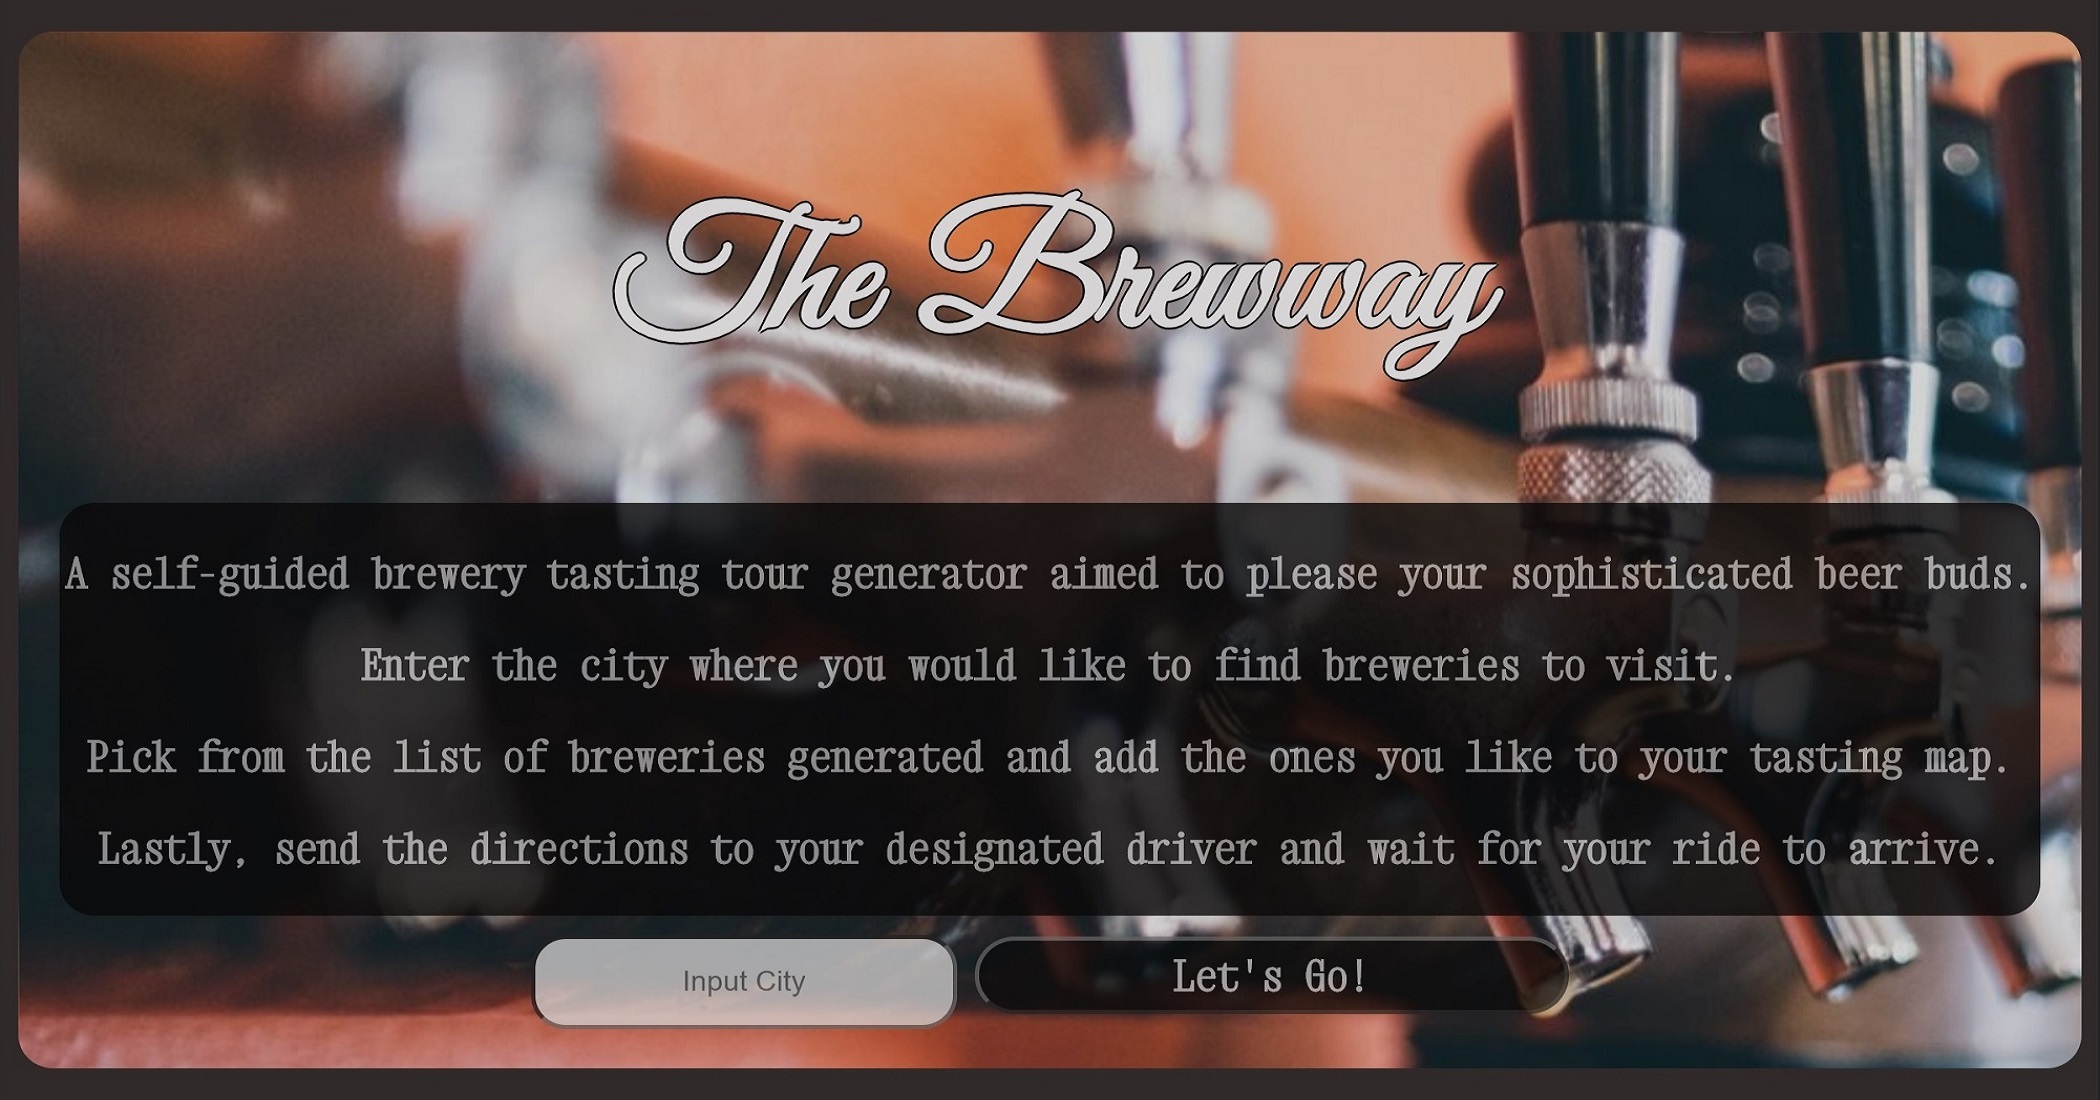 The Brewway
A self-guided brewery tasting tour generator aimed to please your sophisticated beer buds.
Enter the city where you would like to find breweries to visit.
Pick from the list of breweries generated and add the ones you like to your tasting map.
Lastly, send the directions to your designated driver and wait for your ride to arrive.
Input City
Let's Go!